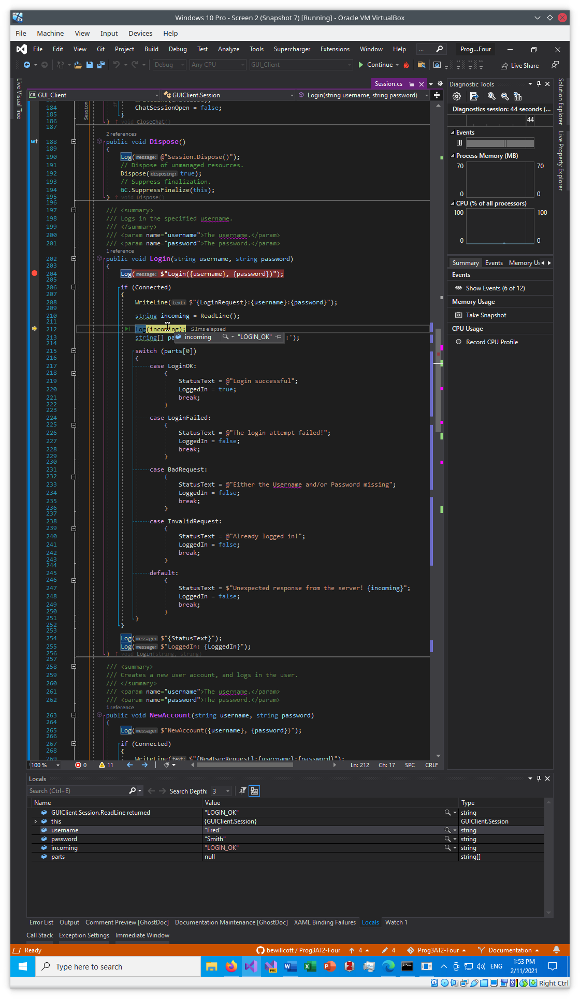 Windows 10 Pro - Screen 2 (Snapshot 7) [Running] - Oracle VM VirtualBox
File Machine View Input Devices Help
File Edit View Git Project Build Debug Test Analyze Tools Supercharger Extensions Window Help ... Prog...Four
Debug Any CPU GUI_Client Continue Live Share
Live Visual Tree
Session.cs
GUI_Client GUIClient.Session Login(string username, string password)
Session
184 ChatSessionOpen = false;
185 }
186 } ↑ void CloseChat()
187
2 references
188 public void Dispose()
189 {
190 Log(message: @"Session.Dispose()");
191 // Dispose of unmanaged resources.
192 Dispose(disposing: true);
193 // Suppress finalization.
194 GC.SuppressFinalize(this);
195 } ↑ void Dispose()
196
197 /// <summary>
198 /// Logs in the specified username.
199 /// </summary>
200 /// <param name="username">The username.</param>
201 /// <param name="password">The password.</param>
1 reference
202 public void Login(string username, string password)
203 {
204 Log(message: $"Login({username}, {password})");
205
206 if (Connected)
207 {
208 WriteLine(text: $"{LoginRequest}:{username}:{password}");
209
210 string incoming = ReadLine();
211
212 Log(incoming); ≤1ms elapsed
213 string[] pa :');
incoming "LOGIN_OK"
214
215 switch (parts[0])
216 {
217 case LoginOK:
218 {
219 StatusText = @"Login successful";
220 LoggedIn = true;
221 break;
222 }
223
224 case LoginFailed:
225 {
226 StatusText = @"The login attempt failed!";
227 LoggedIn = false;
228 break;
229 }
230
231 case BadRequest:
232 {
233 StatusText = @"Either the Username and/or Password missing";
234 LoggedIn = false;
235 break;
236 }
237
238 case InvalidRequest:
239 {
240 StatusText = @"Already logged in!";
241 LoggedIn = false;
242 break;
243 }
244
245 default:
246 {
247 StatusText = $"Unexpected response from the server! {incoming}";
248 LoggedIn = false;
249 break;
250 }
251 }
252 }
253
254 Log(message: $"{StatusText}");
255 Log(message: $"LoggedIn: {LoggedIn}");
256 } ↑ void Login(string, string)
257
258 /// <summary>
259 /// Creates a new user account, and logs in the user.
260 /// </summary>
261 /// <param name="username">The username.</param>
262 /// <param name="password">The password.</param>
1 reference
263 public void NewAccount(string username, string password)
264 {
265 Log(message: $"NewAccount({username}, {password})");
266
267 if (Connected)
268 {
269 WriteLine(text: $"{NewUserRequest}:{username}:{password}");
100 % 0 11 Ln: 212 Ch: 17 SPC CRLF
Diagnostic Tools
Diagnostics session: 44 seconds (...
44
Events
Process Memory (MB)
70 70
0 0
CPU (% of all processors)
100 100
0 0
Summary Events Memory Us
Events
Show Events (6 of 12)
Memory Usage
Take Snapshot
CPU Usage
Record CPU Profile
Solution Explorer
Live Property Explorer
Locals
Search (Ctrl+E) Search Depth: 3
Name Value Type
GUIClient.Session.ReadLine returned "LOGIN_OK" string
this {GUIClient.Session} GUIClient.Session
username "Fred" string
password "Smith" string
incoming "LOGIN_OK" string
parts null string[]
Error List Output Comment Preview [GhostDoc] Documentation Maintenance [GhostDoc] XAML Binding Failures Locals Watch 1
Call Stack Exception Settings Immediate Window
Ready bewillcott / Prog3AT2-Four 4 4 Prog3AT2-Four Documentation
Type here to search
PRE
ENG
1:53 PM
2/11/2021
Right Ctrl